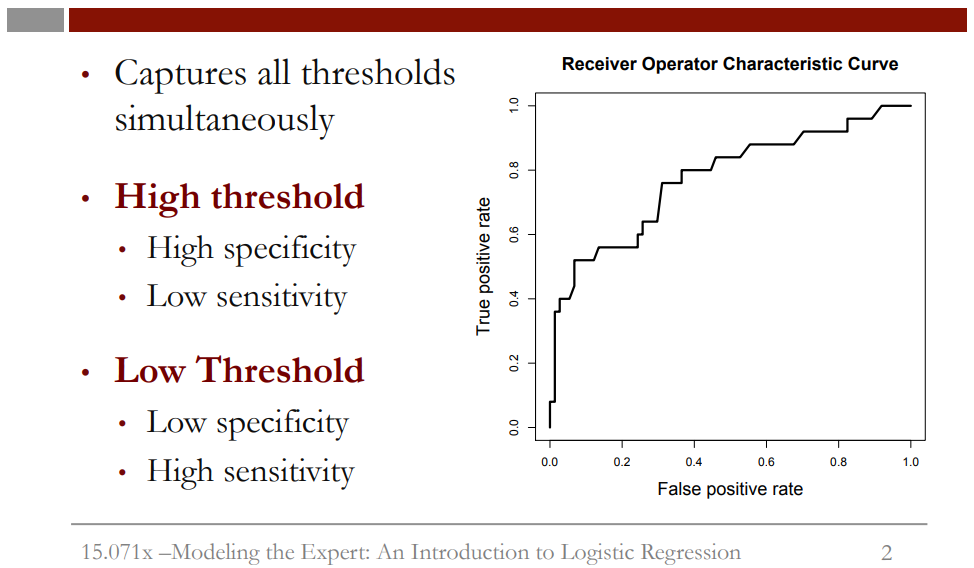 • Captures all thresholds
simultaneously
• High threshold
• High specificity
• Low sensitivity
• Low Threshold
• Low specificity
• High sensitivity
Receiver Operator Characteristic Curve
True positive rate
1.0
0.8
0.6
0.4
0.2
0.0
0.0 0.2 0.4 0.6 0.8 1.0
False positive rate
15.071x –Modeling the Expert: An Introduction to Logistic Regression
2